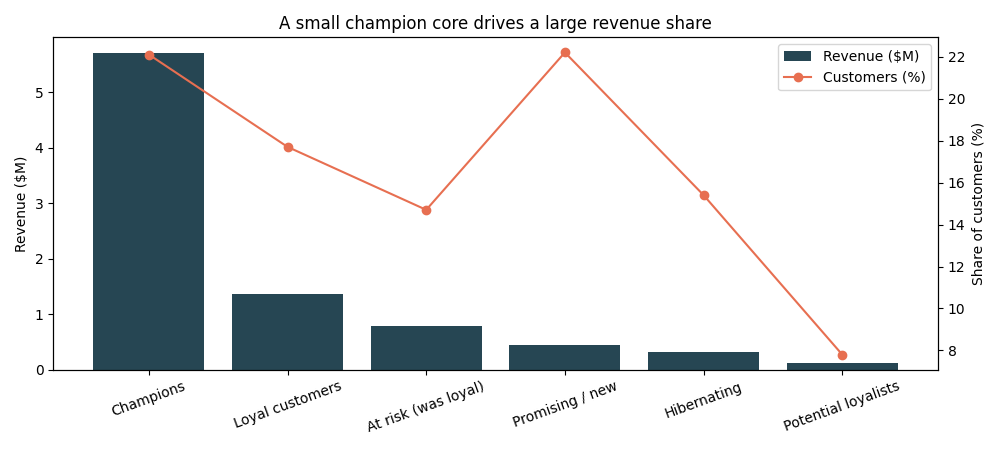 A small champion core drives a large revenue share
Revenue ($M)
Customers (%)
Revenue ($M)
5
4
3
2
1
0
22
20
18
16
14
12
10
8
Share of customers (%)
Champions
Loyal customers
At risk (was loyal)
Promising / new
Hibernating
Potential loyalists